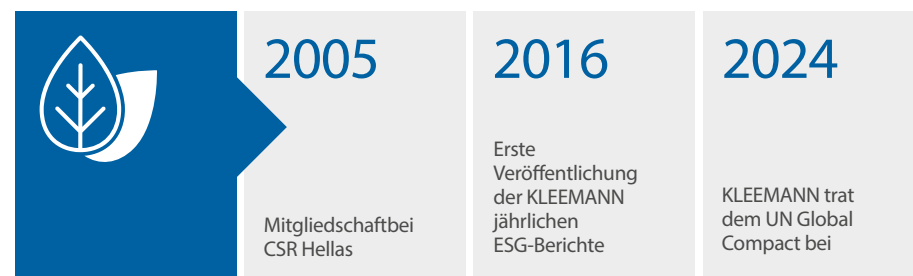 2005
Mitgliedschaftbei
CSR Hellas
2016
Erste
Veröffentlichung
der KLEEMANN
jährlichen
ESG-Berichte
2024
KLEEMANN trat
dem UN Global
Compact bei